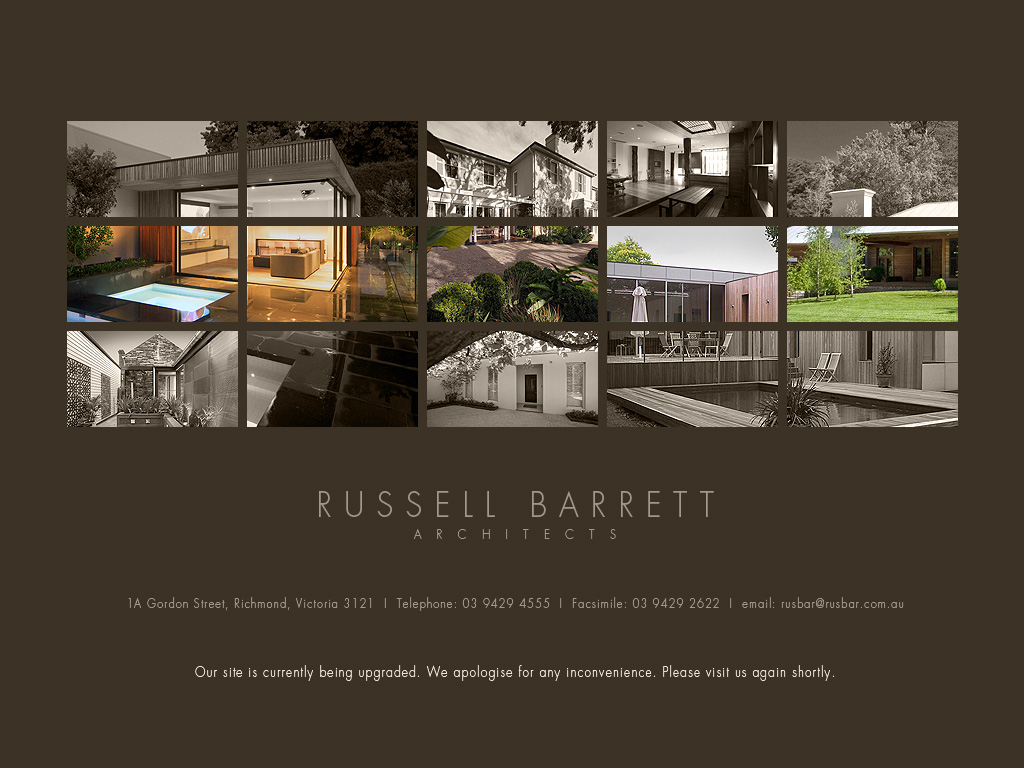 RUSSELL BARRETT
ARCHITECTS
1A Gordon Street, Richmond, Victoria 3121 | Telephone: 03 9429 4555 | Facsimile: 03 9429 2622 | email: rusbar@rusbar.com.au
Our site is currently being upgraded. We apologise for any inconvenience. Please visit us again shortly.